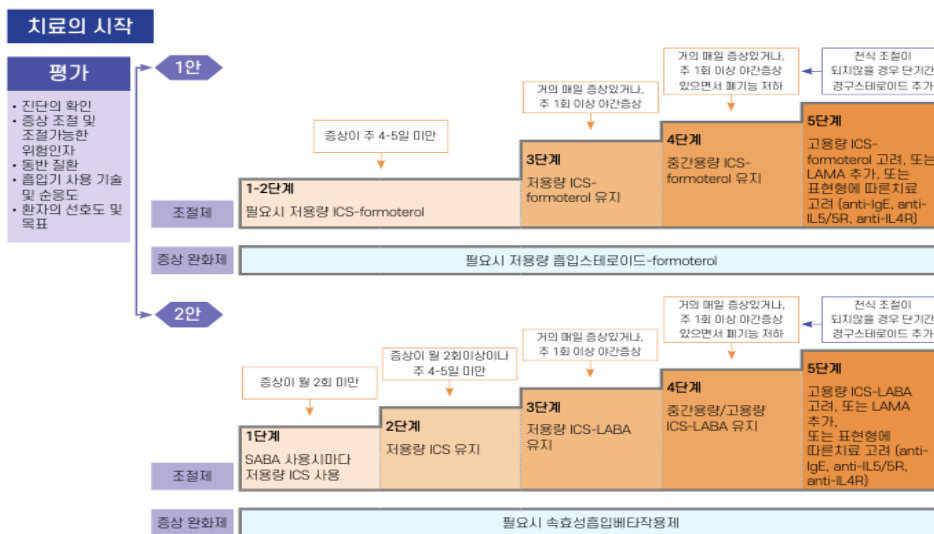 치료의 시작
평가
• 진단의 확인
• 증상 조절 및
조절가능한
위험인자
• 동반 질환
• 흡입기 사용 기술
및 순응도
• 환자의 선호도 및
목표
1안
증상이 주 4-5일 미만
거의 매일 증상있거나,
주 1회 이상 야간증상
거의 매일 증상있거나,
주 1회 이상 야간증상
있으면서 폐기능 저하
천식 조절이
되지않을 경우 단기간
경구스테로이드 추가
조절제
1-2단계
필요시 저용량 ICS-formoterol
3단계
저용량 ICS-
formoterol 유지
4단계
중간용량 ICS-
formoterol 유지
5단계
고용량 ICS-
formoterol 고려, 또는
LAMA 추가, 또는
표현형에 따른치료
고려 (anti-IgE, anti-
IL5/5R, anti-IL4R)
증상 완화제
필요시 저용량 흡입스테로이드-formoterol
2안
증상이 월 2회 미만
증상이 월 2회이상이나
주 4-5일 미만
거의 매일 증상있거나,
주 1회 이상 야간증상
거의 매일 증상있거나,
주 1회 이상 야간증상
있으면서 폐기능 저하
천식 조절이
되지않을 경우 단기간
경구스테로이드 추가
조절제
1단계
SABA 사용시마다
저용량 ICS 사용
2단계
저용량 ICS 유지
3단계
저용량 ICS-LABA
유지
4단계
중간용량/고용량
ICS-LABA 유지
5단계
고용량 ICS-LABA
고려, 또는 LAMA
추가,
또는 표현형에
따른치료 고려 (anti-
IgE, anti-IL5/5R,
anti-IL4R)
증상 완화제
필요시 속효성흡입베타작용제